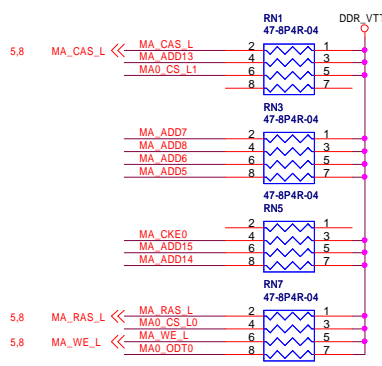 RN1 DDR_VTT
47-8P4R-04
5,8 MA_CAS_L MA_CAS_L 2 1
MA_ADD13 4 3
MA0_CS_L1 6 5
8 7
RN3
47-8P4R-04
MA_ADD7 2 1
MA_ADD8 4 3
MA_ADD6 6 5
MA_ADD5 8 7
RN5
47-8P4R-04
2 1
MA_CKE0 4 3
MA_ADD15 6 5
MA_ADD14 8 7
RN7
47-8P4R-04
5,8 MA_RAS_L MA_RAS_L 2 1
MA0_CS_L0 4 3
5,8 MA_WE_L MA_WE_L 6 5
MA0_ODT0 8 7